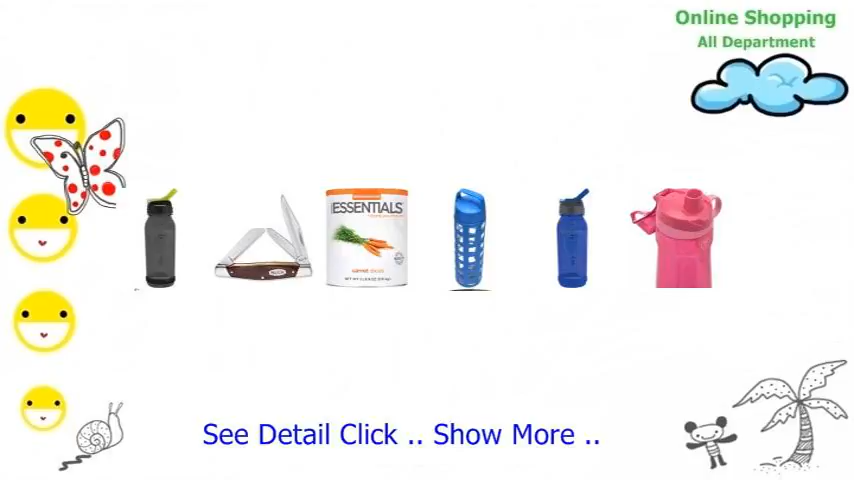 Online Shopping
All Department
ESSENTIALS
See Detail Click .. Show More ..